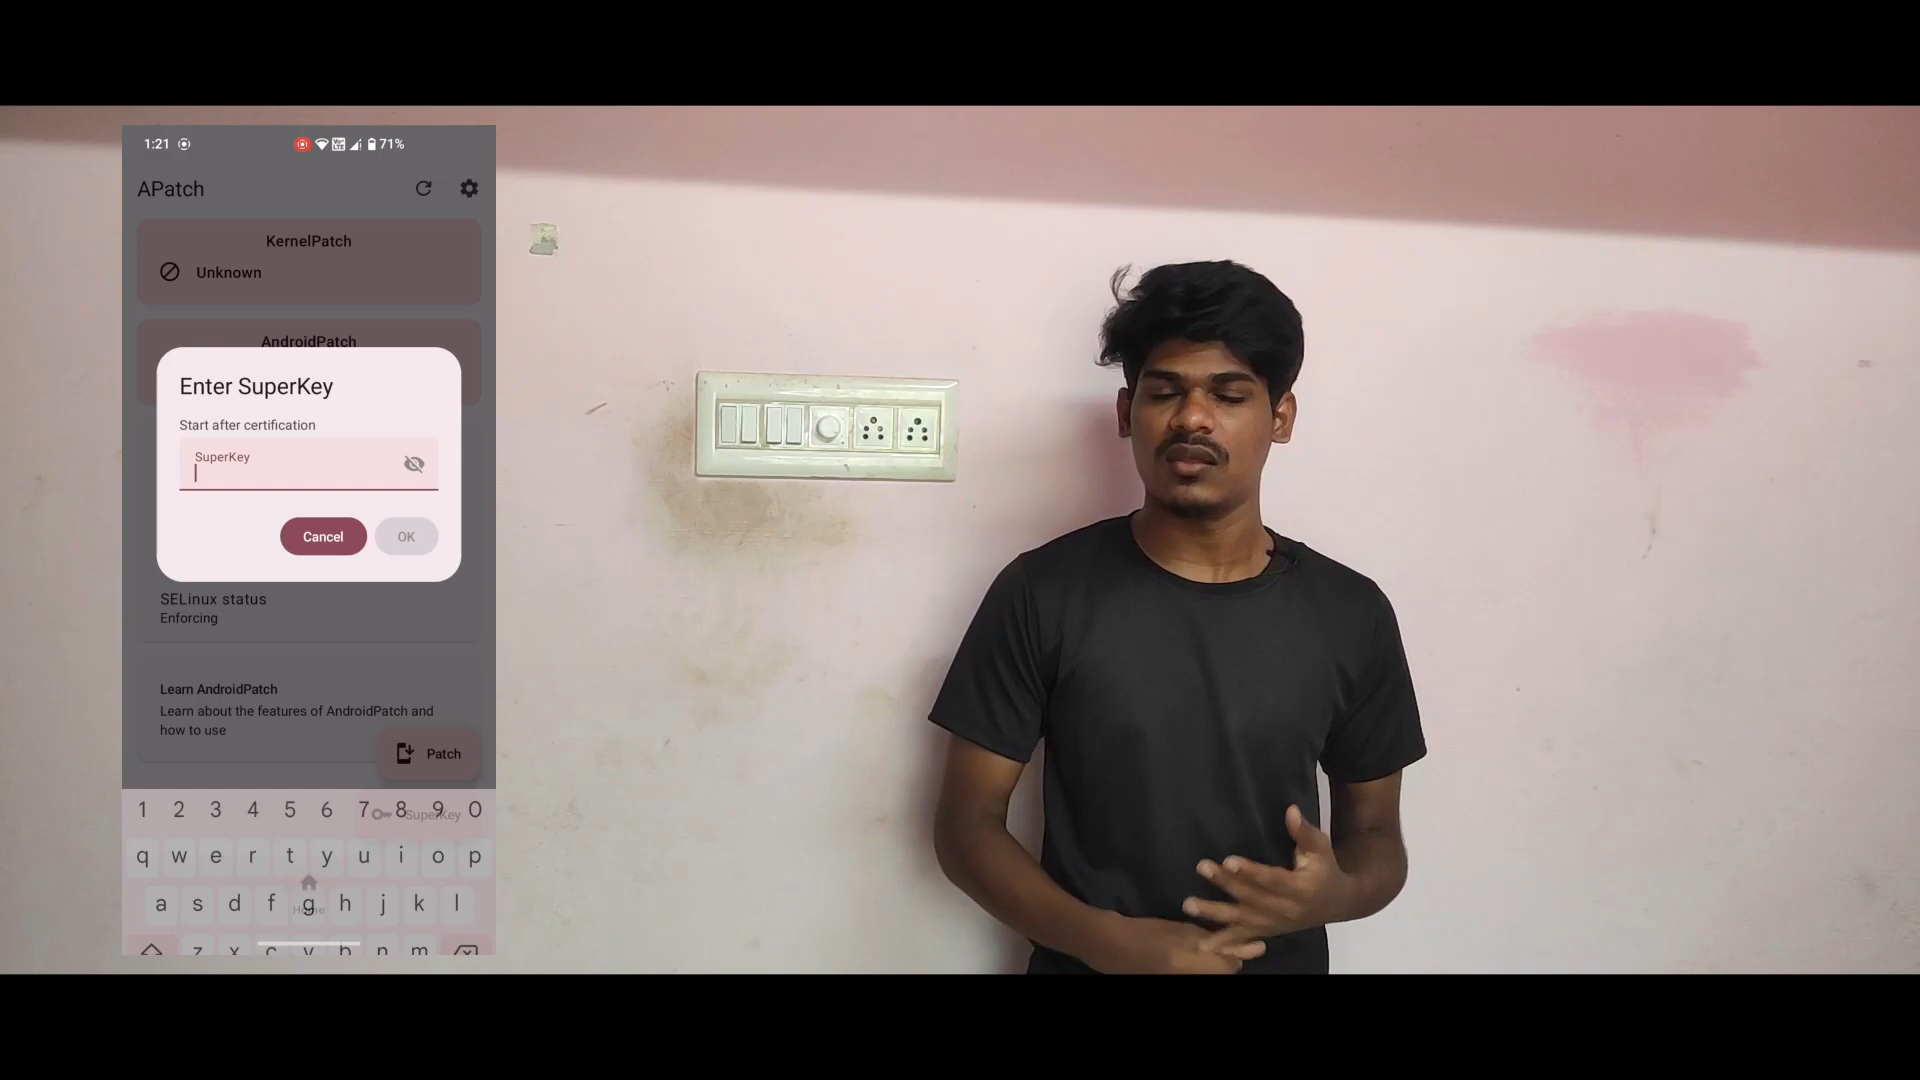 1:21 71%
APatch
KernelPatch
Unknown
AndroidPatch
Enter SuperKey
Start after certification
SuperKey
Cancel OK
SELinux status
Enforcing
Learn AndroidPatch
Learn about the features of AndroidPatch and
how to use
Patch
1 2 3 4 5 6 7 8 9 0
SuperKey
q w e r t y u i o p
a s d f g h j k l
Home
z x c v b n m